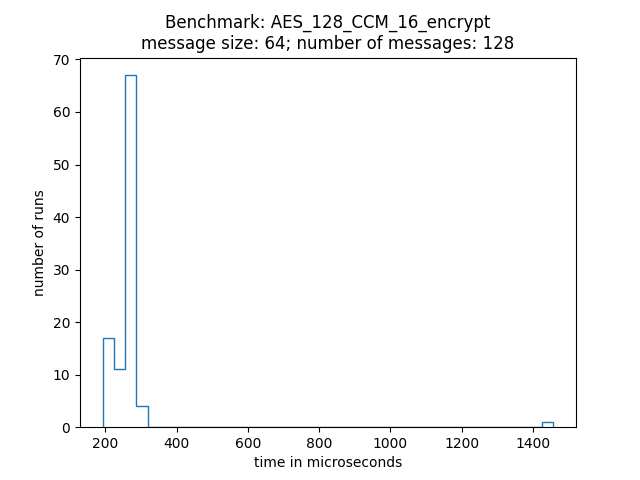 Benchmark: AES_128_CCM_16_encrypt
message size: 64; number of messages: 128
70
60
50
40
30
20
10
0
number of runs
200 400 600 800 1000 1200 1400
time in microseconds